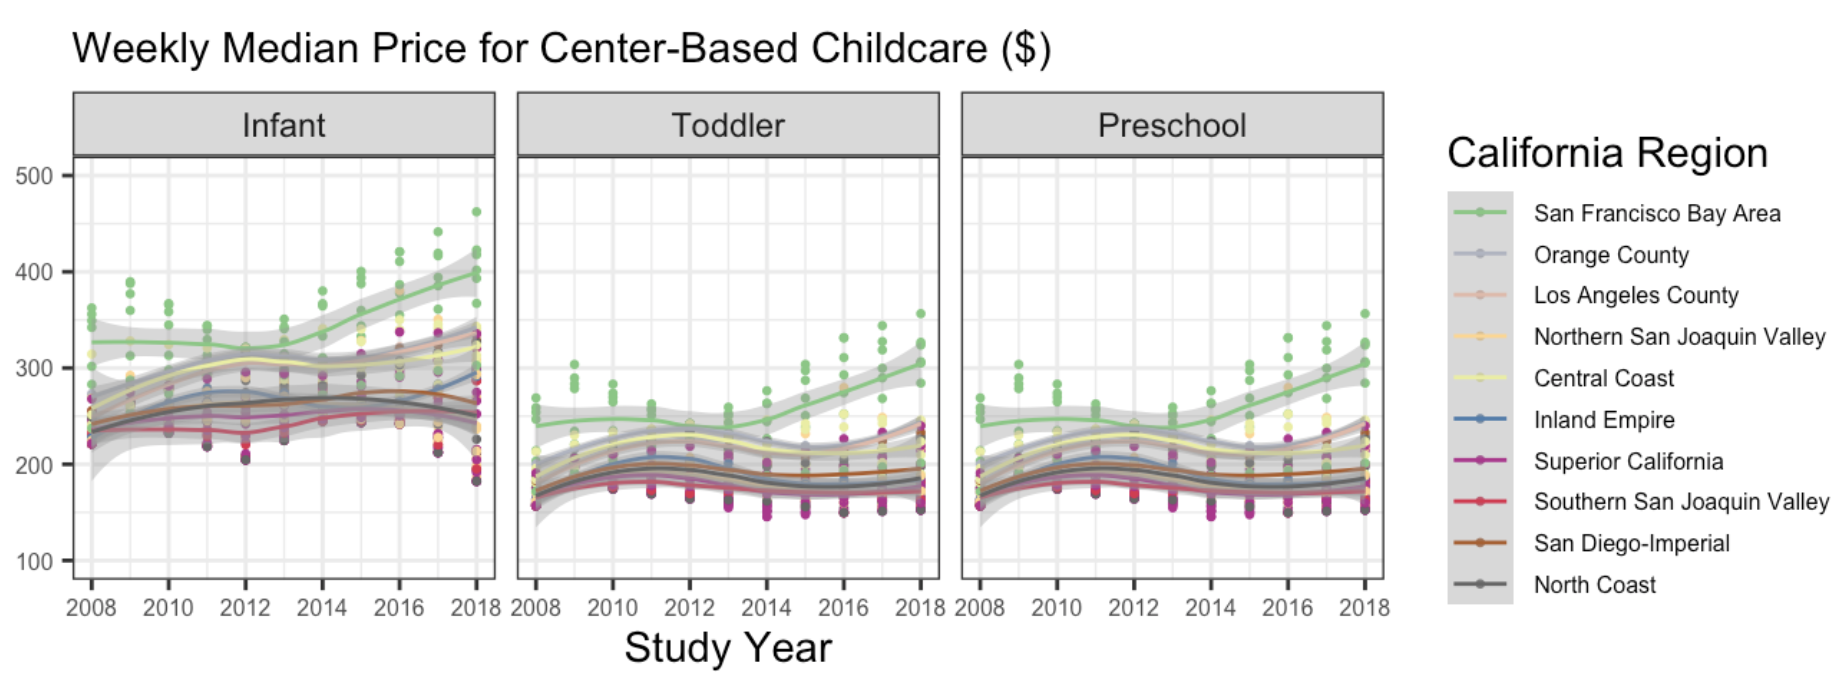 Weekly Median Price for Center-Based Childcare ($)
Infant
Toddler
Preschool
500
400
300
200
100
2008 2010 2012 2014 2016 2018
2008 2010 2012 2014 2016 2018
2008 2010 2012 2014 2016 2018
Study Year
California Region
San Francisco Bay Area
Orange County
Los Angeles County
Northern San Joaquin Valley
Central Coast
Inland Empire
Superior California
Southern San Joaquin Valley
San Diego-Imperial
North Coast